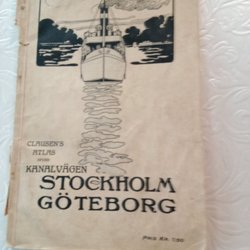 CLAUSEN'S
ATLAS
ÖFVER
KANALVÄGEN
STOCKHOLM
GÖTEBORG
PRIS KR. 1:50